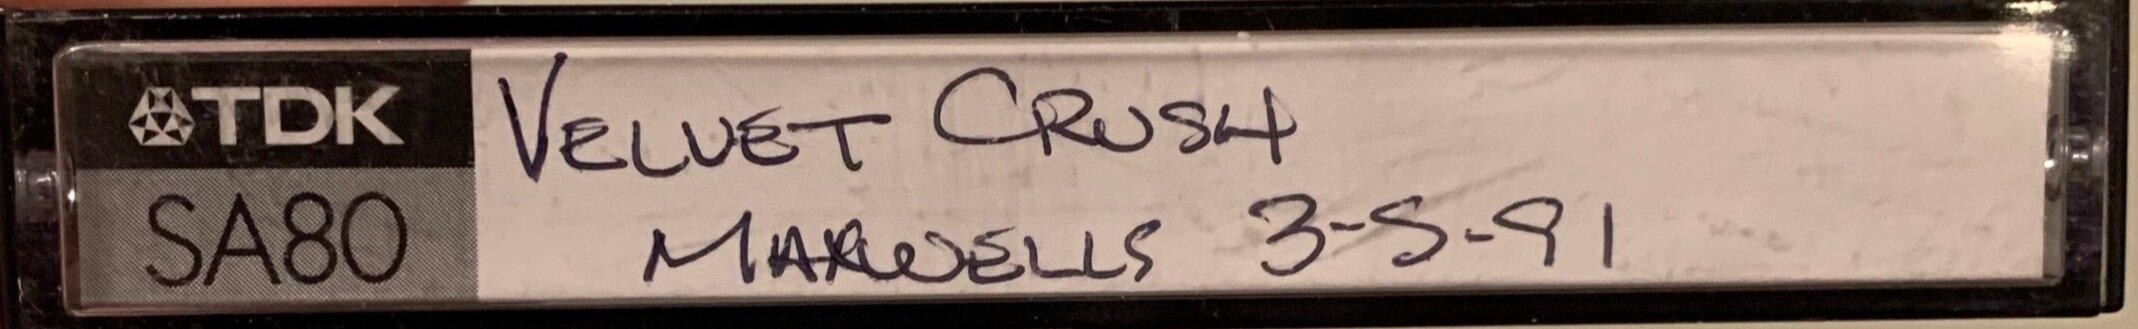 TDK
SA80
VELVET CRUSH
MAXWELLS 3-5-91